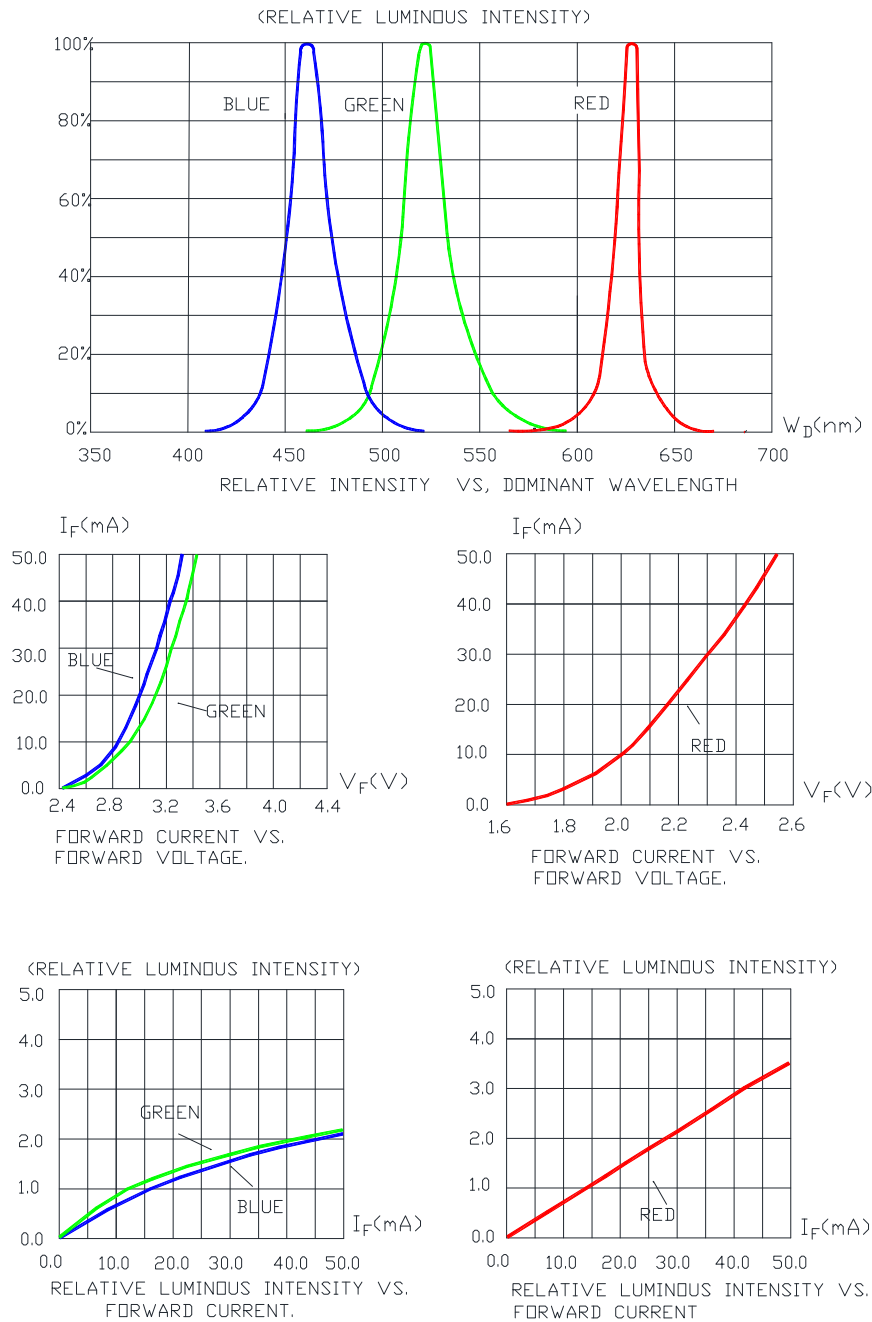 (RELATIVE LUMINOUS INTENSITY)
100%
80%
60%
40%
20%
0%
BLUE
GREEN
RED
350 400 450 500 550 600 650 700
WD(nm)
RELATIVE INTENSITY VS, DOMINANT WAVELENGTH
IF(mA)
50.0
40.0
30.0
20.0
10.0
0.0
BLUE
GREEN
2.4 2.8 3.2 3.6 4.0 4.4
VF(V)
FORWARD CURRENT VS.
FORWARD VOLTAGE.
IF(mA)
50.0
40.0
30.0
20.0
10.0
0.0
RED
1.6 1.8 2.0 2.2 2.4 2.6
VF(V)
FORWARD CURRENT VS.
FORWARD VOLTAGE.
(RELATIVE LUMINOUS INTENSITY)
5.0
4.0
3.0
2.0
1.0
0.0
GREEN
BLUE
0.0 10.0 20.0 30.0 40.0 50.0
IF(mA)
RELATIVE LUMINOUS INTENSITY VS.
FORWARD CURRENT.
(RELATIVE LUMINOUS INTENSITY)
5.0
4.0
3.0
2.0
1.0
0.0
RED
0.0 10.0 20.0 30.0 40.0 50.0
IF(mA)
RELATIVE LUMINOUS INTENSITY VS.
FORWARD CURRENT